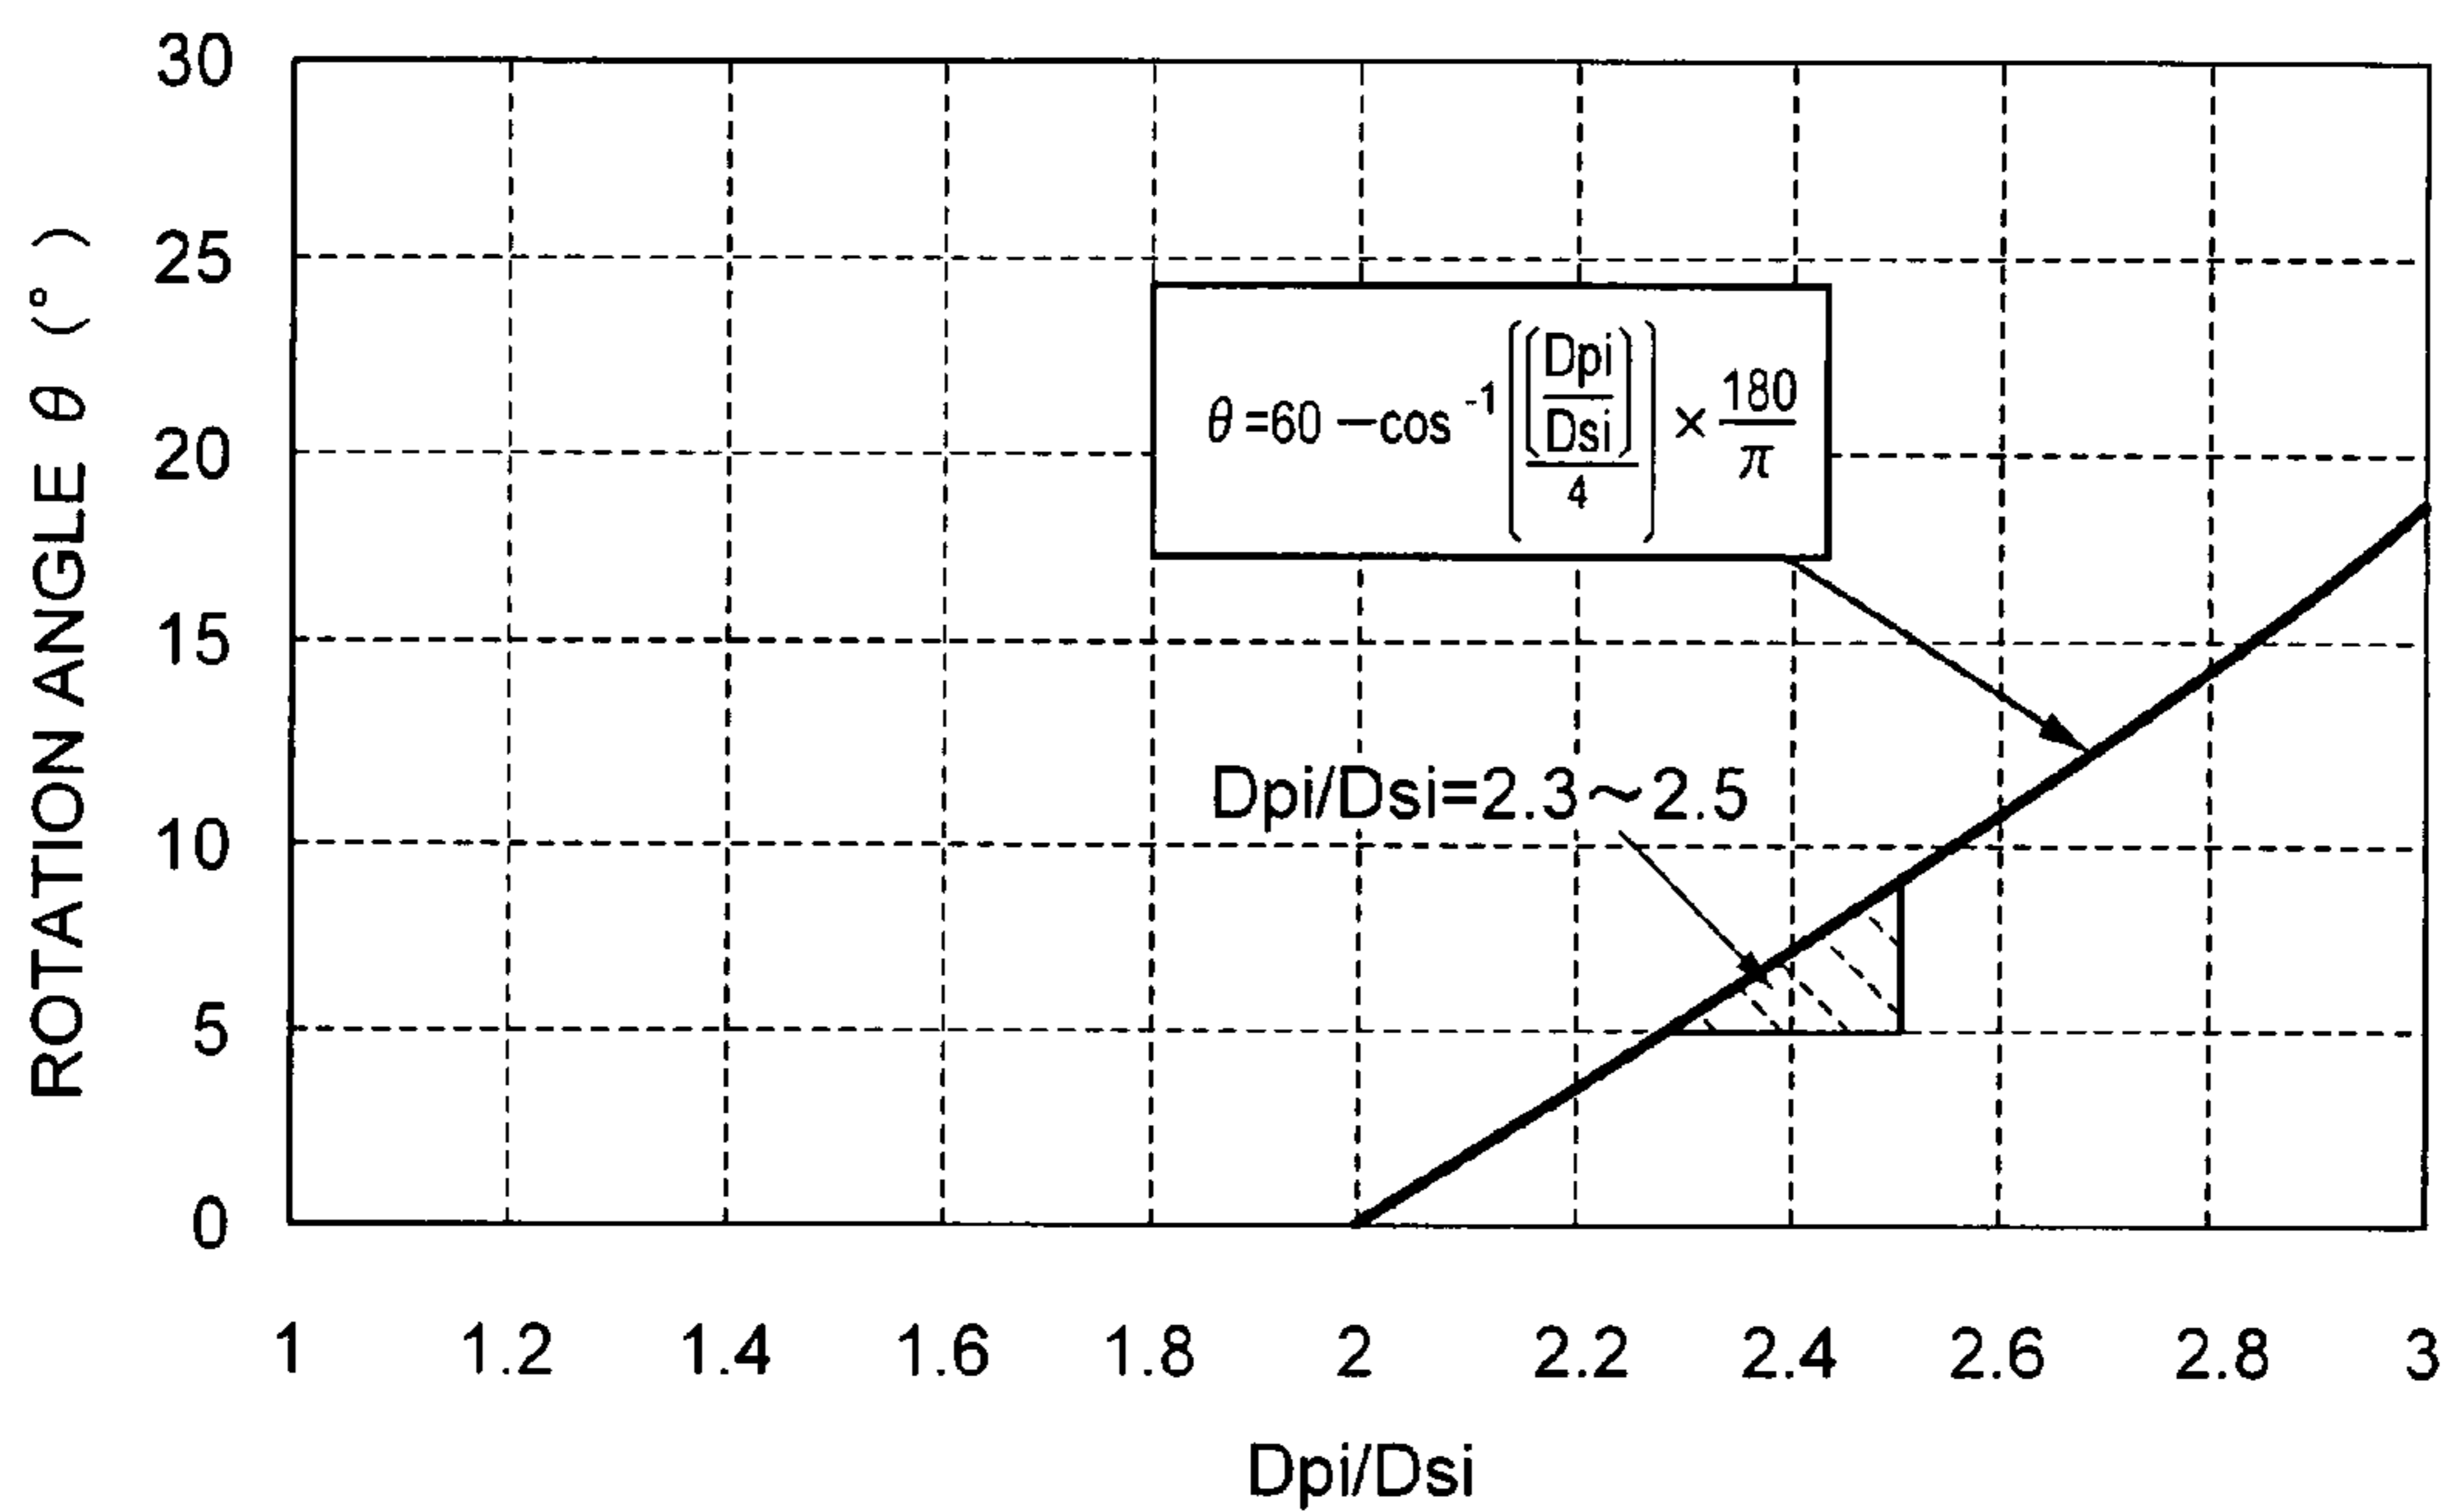 ROTATION ANGLE θ (°)
30
25
20
15
10
5
0
θ=60−cos⁻¹(((Dpi/Dsi))/4)×180/π
Dpi/Dsi=2.3~2.5
1 1.2 1.4 1.6 1.8 2 2.2 2.4 2.6 2.8 3
Dpi/Dsi